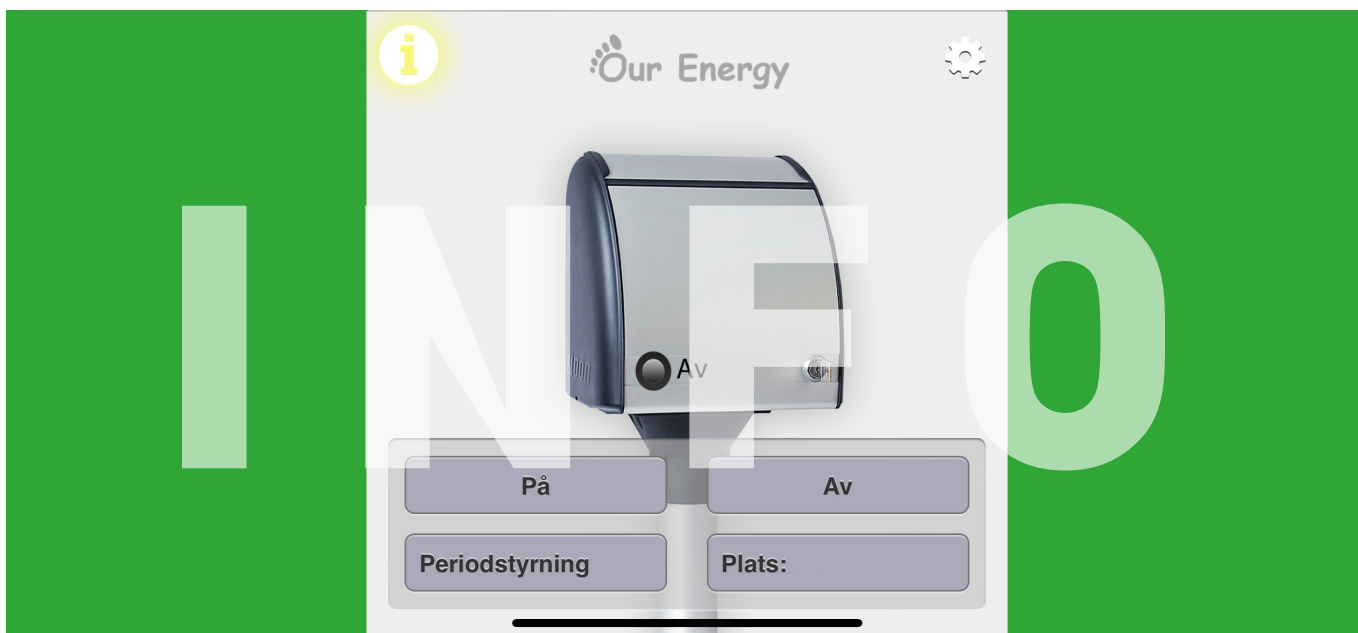 i
Our Energy
INFO
Av
På
Av
Periodstyrning
Plats: